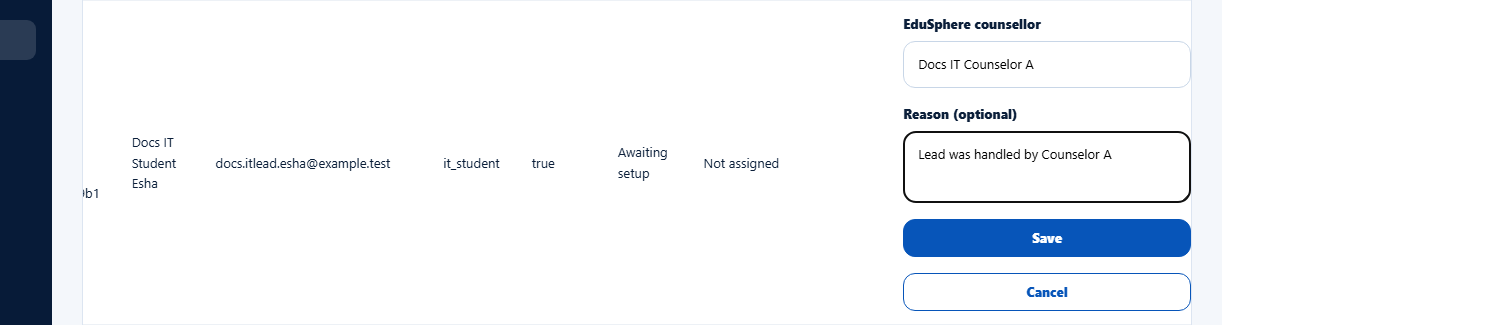 EduSphere counsellor
Docs IT Counselor A
Reason (optional)
Docs IT
Student
Esha
docs.itlead.esha@example.test
it_student
true
Awaiting
setup
Not assigned
Lead was handled by Counselor A
b1
Save
Cancel